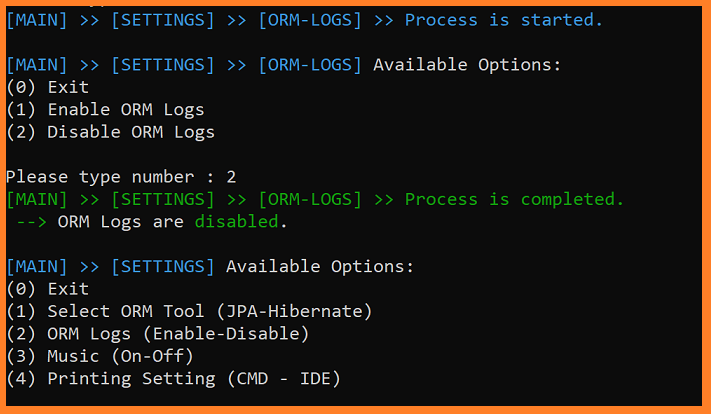 [MAIN] >> [SETTINGS] >> [ORM-LOGS] >> Process is started.
[MAIN] >> [SETTINGS] >> [ORM-LOGS] Available Options:
(0) Exit
(1) Enable ORM Logs
(2) Disable ORM Logs
Please type number : 2
[MAIN] >> [SETTINGS] >> [ORM-LOGS] >> Process is completed.
--> ORM Logs are disabled.
[MAIN] >> [SETTINGS] Available Options:
(0) Exit
(1) Select ORM Tool (JPA-Hibernate)
(2) ORM Logs (Enable-Disable)
(3) Music (On-Off)
(4) Printing Setting (CMD - IDE)